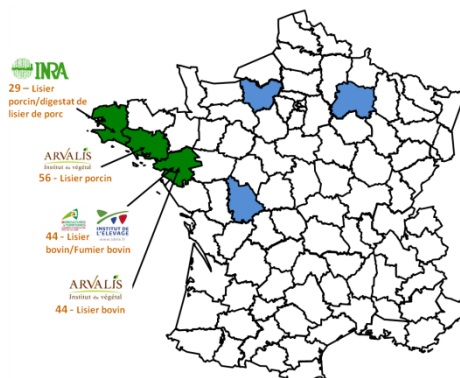 INRA
29 – Lisier
porcin/digestat de
lisier de porc
ARVALIS
Institut du végétal
56 - Lisier porcin
INSTITUT DE
L'ELEVAGE
44 - Lisier
bovin/Fumier bovin
ARVALIS
Institut du végétal
44 - Lisier bovin